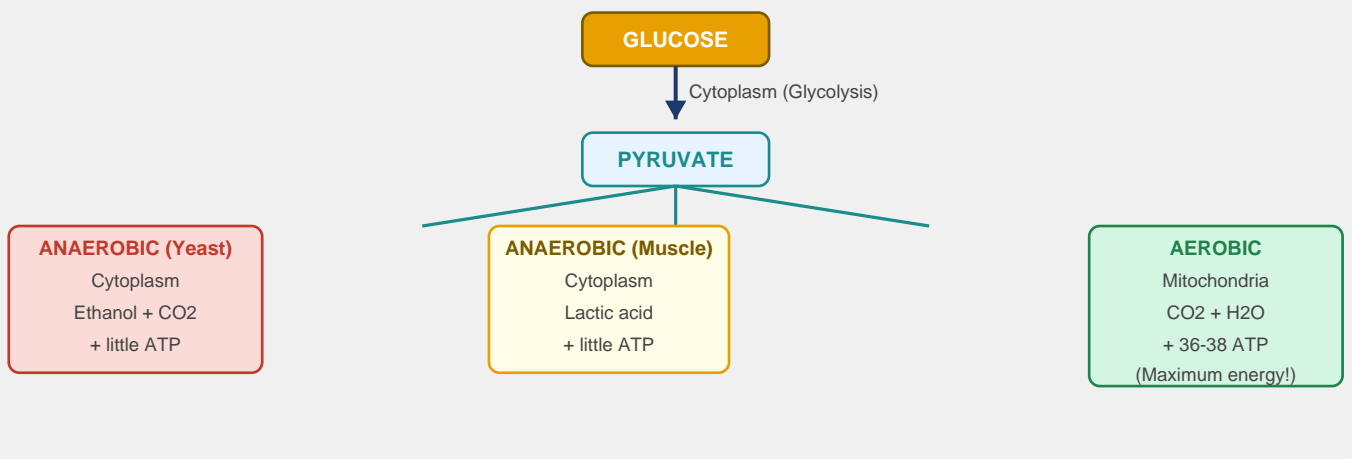 GLUCOSE
Cytoplasm (Glycolysis)
PYRUVATE
ANAEROBIC (Yeast)
Cytoplasm
Ethanol + CO2
+ little ATP
ANAEROBIC (Muscle)
Cytoplasm
Lactic acid
+ little ATP
AEROBIC
Mitochondria
CO2 + H2O
+ 36-38 ATP
(Maximum energy!)